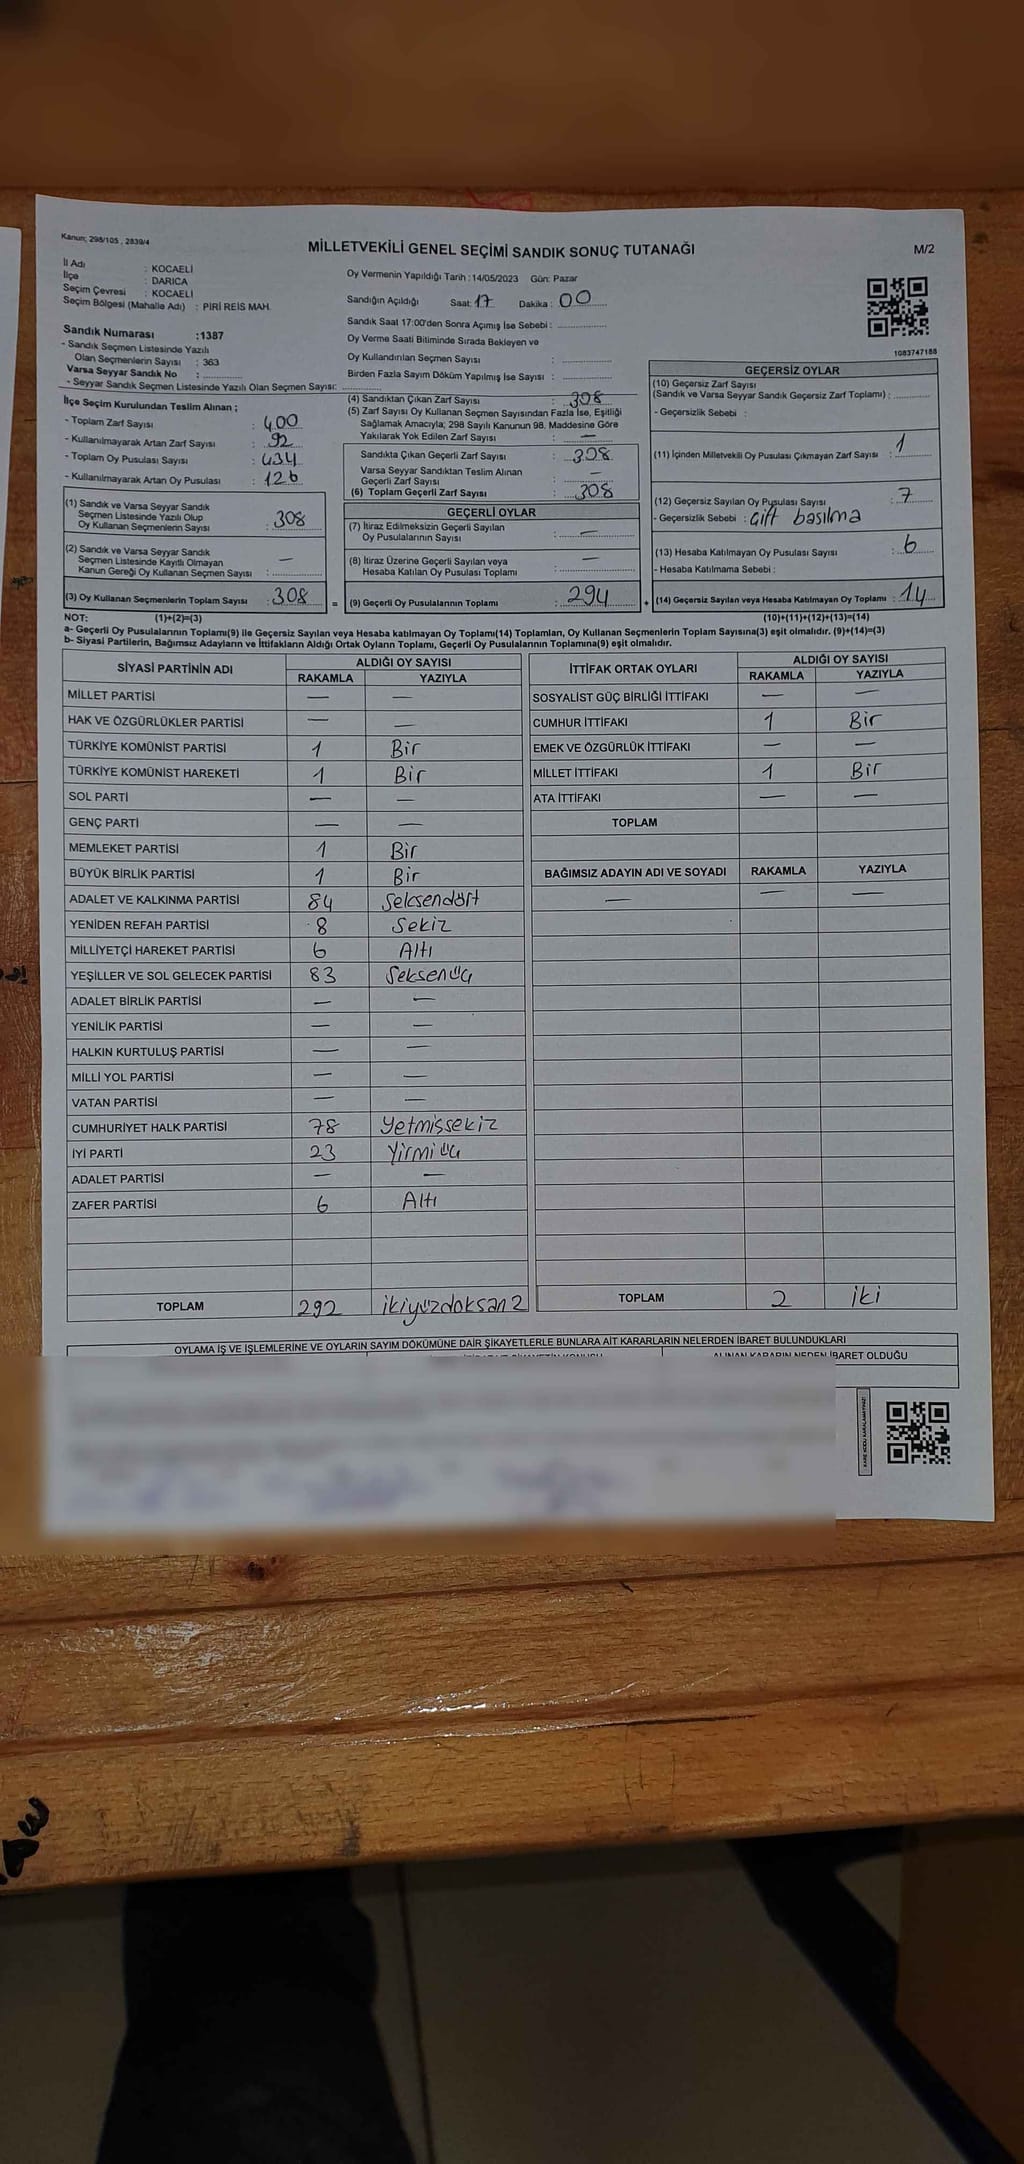 Kanun; 298/105 , 2839/4
MİLLETVEKİLİ GENEL SEÇİMİ SANDIK SONUÇ TUTANAĞI
M/2
İl Adı : KOCAELİ
İlçe : DARICA
Seçim Çevresi : KOCAELİ
Seçim Bölgesi (Mahalle Adı) : PİRİ REİS MAH.
Sandık Numarası :1387
- Sandık Seçmen Listesinde Yazılı
Olan Seçmenlerin Sayısı : 363
Varsa Seyyar Sandık No :
- Seyyar Sandık Seçmen Listesinde Yazılı Olan Seçmen Sayısı:
İlçe Seçim Kurulundan Teslim Alınan ;
- Toplam Zarf Sayısı : 400
- Kullanılmayarak Artan Zarf Sayısı : 92
- Toplam Oy Pusulası Sayısı : 434
- Kullanılmayarak Artan Oy Pusulası : 126
(1) Sandık ve Varsa Seyyar Sandık
Seçmen Listesinde Yazılı Olup
Oy Kullanan Seçmenlerin Sayısı : 308
(2) Sandık ve Varsa Seyyar Sandık
Seçmen Listesinde Kayıtlı Olmayan
Kanun Gereği Oy Kullanan Seçmen Sayısı : —
(3) Oy Kullanan Seçmenlerin Toplam Sayısı : 308
Oy Vermenin Yapıldığı Tarih : 14/05/2023 Gün: Pazar
Sandığın Açıldığı Saat: 17 Dakika : 00
Sandık Saat 17:00'den Sonra Açımış İse Sebebi :
Oy Verme Saati Bitiminde Sırada Bekleyen ve
Oy Kullandırılan Seçmen Sayısı :
Birden Fazla Sayım Döküm Yapılmış İse Sayısı :
(4) Sandıktan Çıkan Zarf Sayısı : 308
(5) Zarf Sayısı Oy Kullanan Seçmen Sayısından Fazla İse, Eşitliği
Sağlamak Amacıyla; 298 Sayılı Kanunun 98. Maddesine Göre
Yakılarak Yok Edilen Zarf Sayısı : —
Sandıkta Çıkan Geçerli Zarf Sayısı : 308
Varsa Seyyar Sandıktan Teslim Alınan
Geçerli Zarf Sayısı : —
(6) Toplam Geçerli Zarf Sayısı : 308
GEÇERLİ OYLAR
(7) İtiraz Edilmeksizin Geçerli Sayılan
Oy Pusulalarının Sayısı : —
(8) İtiraz Üzerine Geçerli Sayılan veya
Hesaba Katılan Oy Pusulası Toplamı : —
= (9) Geçerli Oy Pusulalarının Toplamı : 294
1083747188
GEÇERSİZ OYLAR
(10) Geçersiz Zarf Sayısı
(Sandık ve Varsa Seyyar Sandık Geçersiz Zarf Toplamı) :
- Geçersizlik Sebebi :
(11) İçinden Milletvekili Oy Pusulası Çıkmayan Zarf Sayısı : 1
(12) Geçersiz Sayılan Oy Pusulası Sayısı : 7
- Geçersizlik Sebebi : Çift basılma
(13) Hesaba Katılmayan Oy Pusulası Sayısı : 6
- Hesaba Katılmama Sebebi :
+ (14) Geçersiz Sayılan veya Hesaba Katılmayan Oy Toplamı : 14
NOT: (1)+(2)=(3) (10)+(11)+(12)+(13)=(14)
a- Geçerli Oy Pusulalarının Toplamı(9) ile Geçersiz Sayılan veya Hesaba katılmayan Oy Toplamı(14) Toplamları, Oy Kullanan Seçmenlerin Toplam Sayısına(3) eşit olmalıdır. (9)+(14)=(3)
b- Siyasi Partilerin, Bağımsız Adayların ve İttifakların Aldığı Ortak Oyların Toplamı, Geçerli Oy Pusulalarının Toplamına(9) eşit olmalıdır.
SİYASİ PARTİNİN ADI ALDIĞI OY SAYISI
RAKAMLA YAZIYLA
MİLLET PARTİSİ — —
HAK VE ÖZGÜRLÜKLER PARTİSİ — —
TÜRKİYE KOMÜNİST PARTİSİ 1 Bir
TÜRKİYE KOMÜNİST HAREKETİ 1 Bir
SOL PARTİ — —
GENÇ PARTİ — —
MEMLEKET PARTİSİ 1 Bir
BÜYÜK BİRLİK PARTİSİ 1 Bir
ADALET VE KALKINMA PARTİSİ 84 Seksendört
YENİDEN REFAH PARTİSİ 8 Sekiz
MİLLİYETÇİ HAREKET PARTİSİ 6 Altı
YEŞİLLER VE SOL GELECEK PARTİSİ 83 Seksenüç
ADALET BİRLİK PARTİSİ — —
YENİLİK PARTİSİ — —
HALKIN KURTULUŞ PARTİSİ — —
MİLLİ YOL PARTİSİ — —
VATAN PARTİSİ — —
CUMHURİYET HALK PARTİSİ 78 Yetmişsekiz
İYİ PARTİ 23 Yirmiüç
ADALET PARTİSİ — —
ZAFER PARTİSİ 6 Altı
TOPLAM 292 ikiyüzdoksan2
İTTİFAK ORTAK OYLARI ALDIĞI OY SAYISI
RAKAMLA YAZIYLA
SOSYALİST GÜÇ BİRLİĞİ İTTİFAKI — —
CUMHUR İTTİFAKI 1 Bir
EMEK VE ÖZGÜRLÜK İTTİFAKI — —
MİLLET İTTİFAKI 1 Bir
ATA İTTİFAKI — —
TOPLAM
BAĞIMSIZ ADAYIN ADI VE SOYADI RAKAMLA YAZIYLA
— — —
TOPLAM 2 İki
OYLAMA İŞ VE İŞLEMLERİNE VE OYLARIN SAYIM DÖKÜMÜNE DAİR ŞİKAYETLERLE BUNLARA AİT KARARLARIN NELERDEN İBARET BULUNDUKLARI
ALINAN KARARIN NEDEN İBARET OLDUĞU